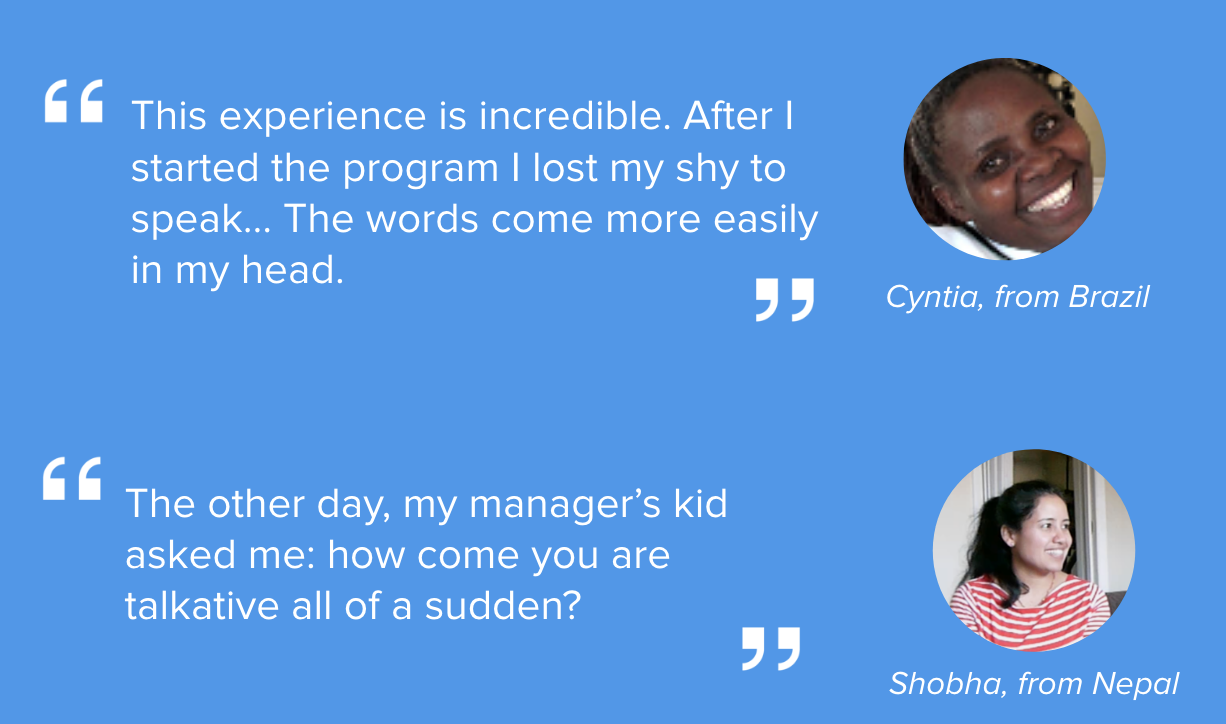 “ This experience is incredible. After I
started the program I lost my shy to
speak... The words come more easily
in my head. ”
Cyntia, from Brazil
“ The other day, my manager’s kid
asked me: how come you are
talkative all of a sudden? ”
Shobha, from Nepal